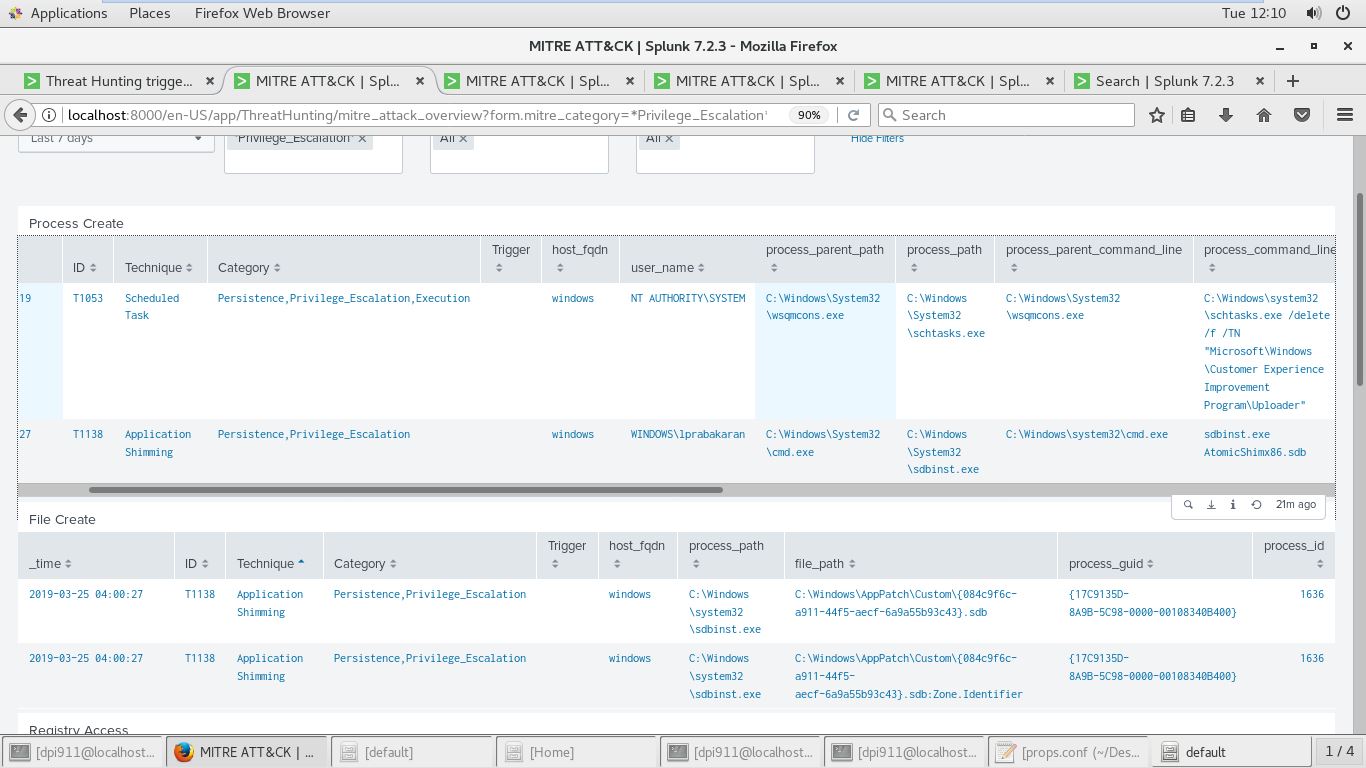 Applications Places Firefox Web Browser Tue 12:10
MITRE ATT&CK | Splunk 7.2.3 - Mozilla Firefox
Threat Hunting trigge... MITRE ATT&CK | Spl... MITRE ATT&CK | Spl... MITRE ATT&CK | Spl... MITRE ATT&CK | Spl... Search | Splunk 7.2.3
localhost:8000/en-US/app/ThreatHunting/mitre_attack_overview?form.mitre_category=*Privilege_Escalation* 90% Search
Last 7 days *Privilege_Escalation* All All Hide Filters
Process Create
ID Technique Category Trigger host_fqdn user_name process_parent_path process_path process_parent_command_line process_command_line
19 T1053 Scheduled Persistence,Privilege_Escalation,Execution windows NT AUTHORITY\SYSTEM C:\Windows\System32 C:\Windows C:\Windows\System32 C:\Windows\system32
Task \wsqmcons.exe \System32 \wsqmcons.exe \schtasks.exe /delete
\schtasks.exe /f /TN
"Microsoft\Windows
\Customer Experience
Improvement
Program\Uploader"
27 T1138 Application Persistence,Privilege_Escalation windows WINDOWS\lprabakaran C:\Windows\System32 C:\Windows C:\Windows\system32\cmd.exe sdbinst.exe
Shimming \cmd.exe \System32 AtomicShimx86.sdb
\sdbinst.exe
21m ago
File Create
_time ID Technique Category Trigger host_fqdn process_path file_path process_guid process_id
2019-03-25 04:00:27 T1138 Application Persistence,Privilege_Escalation windows C:\Windows C:\Windows\AppPatch\Custom\{084c9f6c- {17C9135D- 1636
Shimming \system32 a911-44f5-aecf-6a9a55b93c43}.sdb 8A9B-5C98-0000-00108340B400}
\sdbinst.exe
2019-03-25 04:00:27 T1138 Application Persistence,Privilege_Escalation windows C:\Windows C:\Windows\AppPatch\Custom\{084c9f6c- {17C9135D- 1636
Shimming \system32 a911-44f5- 8A9B-5C98-0000-00108340B400}
\sdbinst.exe aecf-6a9a55b93c43}.sdb:Zone.Identifier
Registry Access
[dpi911@localhost... MITRE ATT&CK | ... [default] [Home] [dpi911@localhost... [dpi911@localhost... [props.conf (~/Des... default 1 / 4